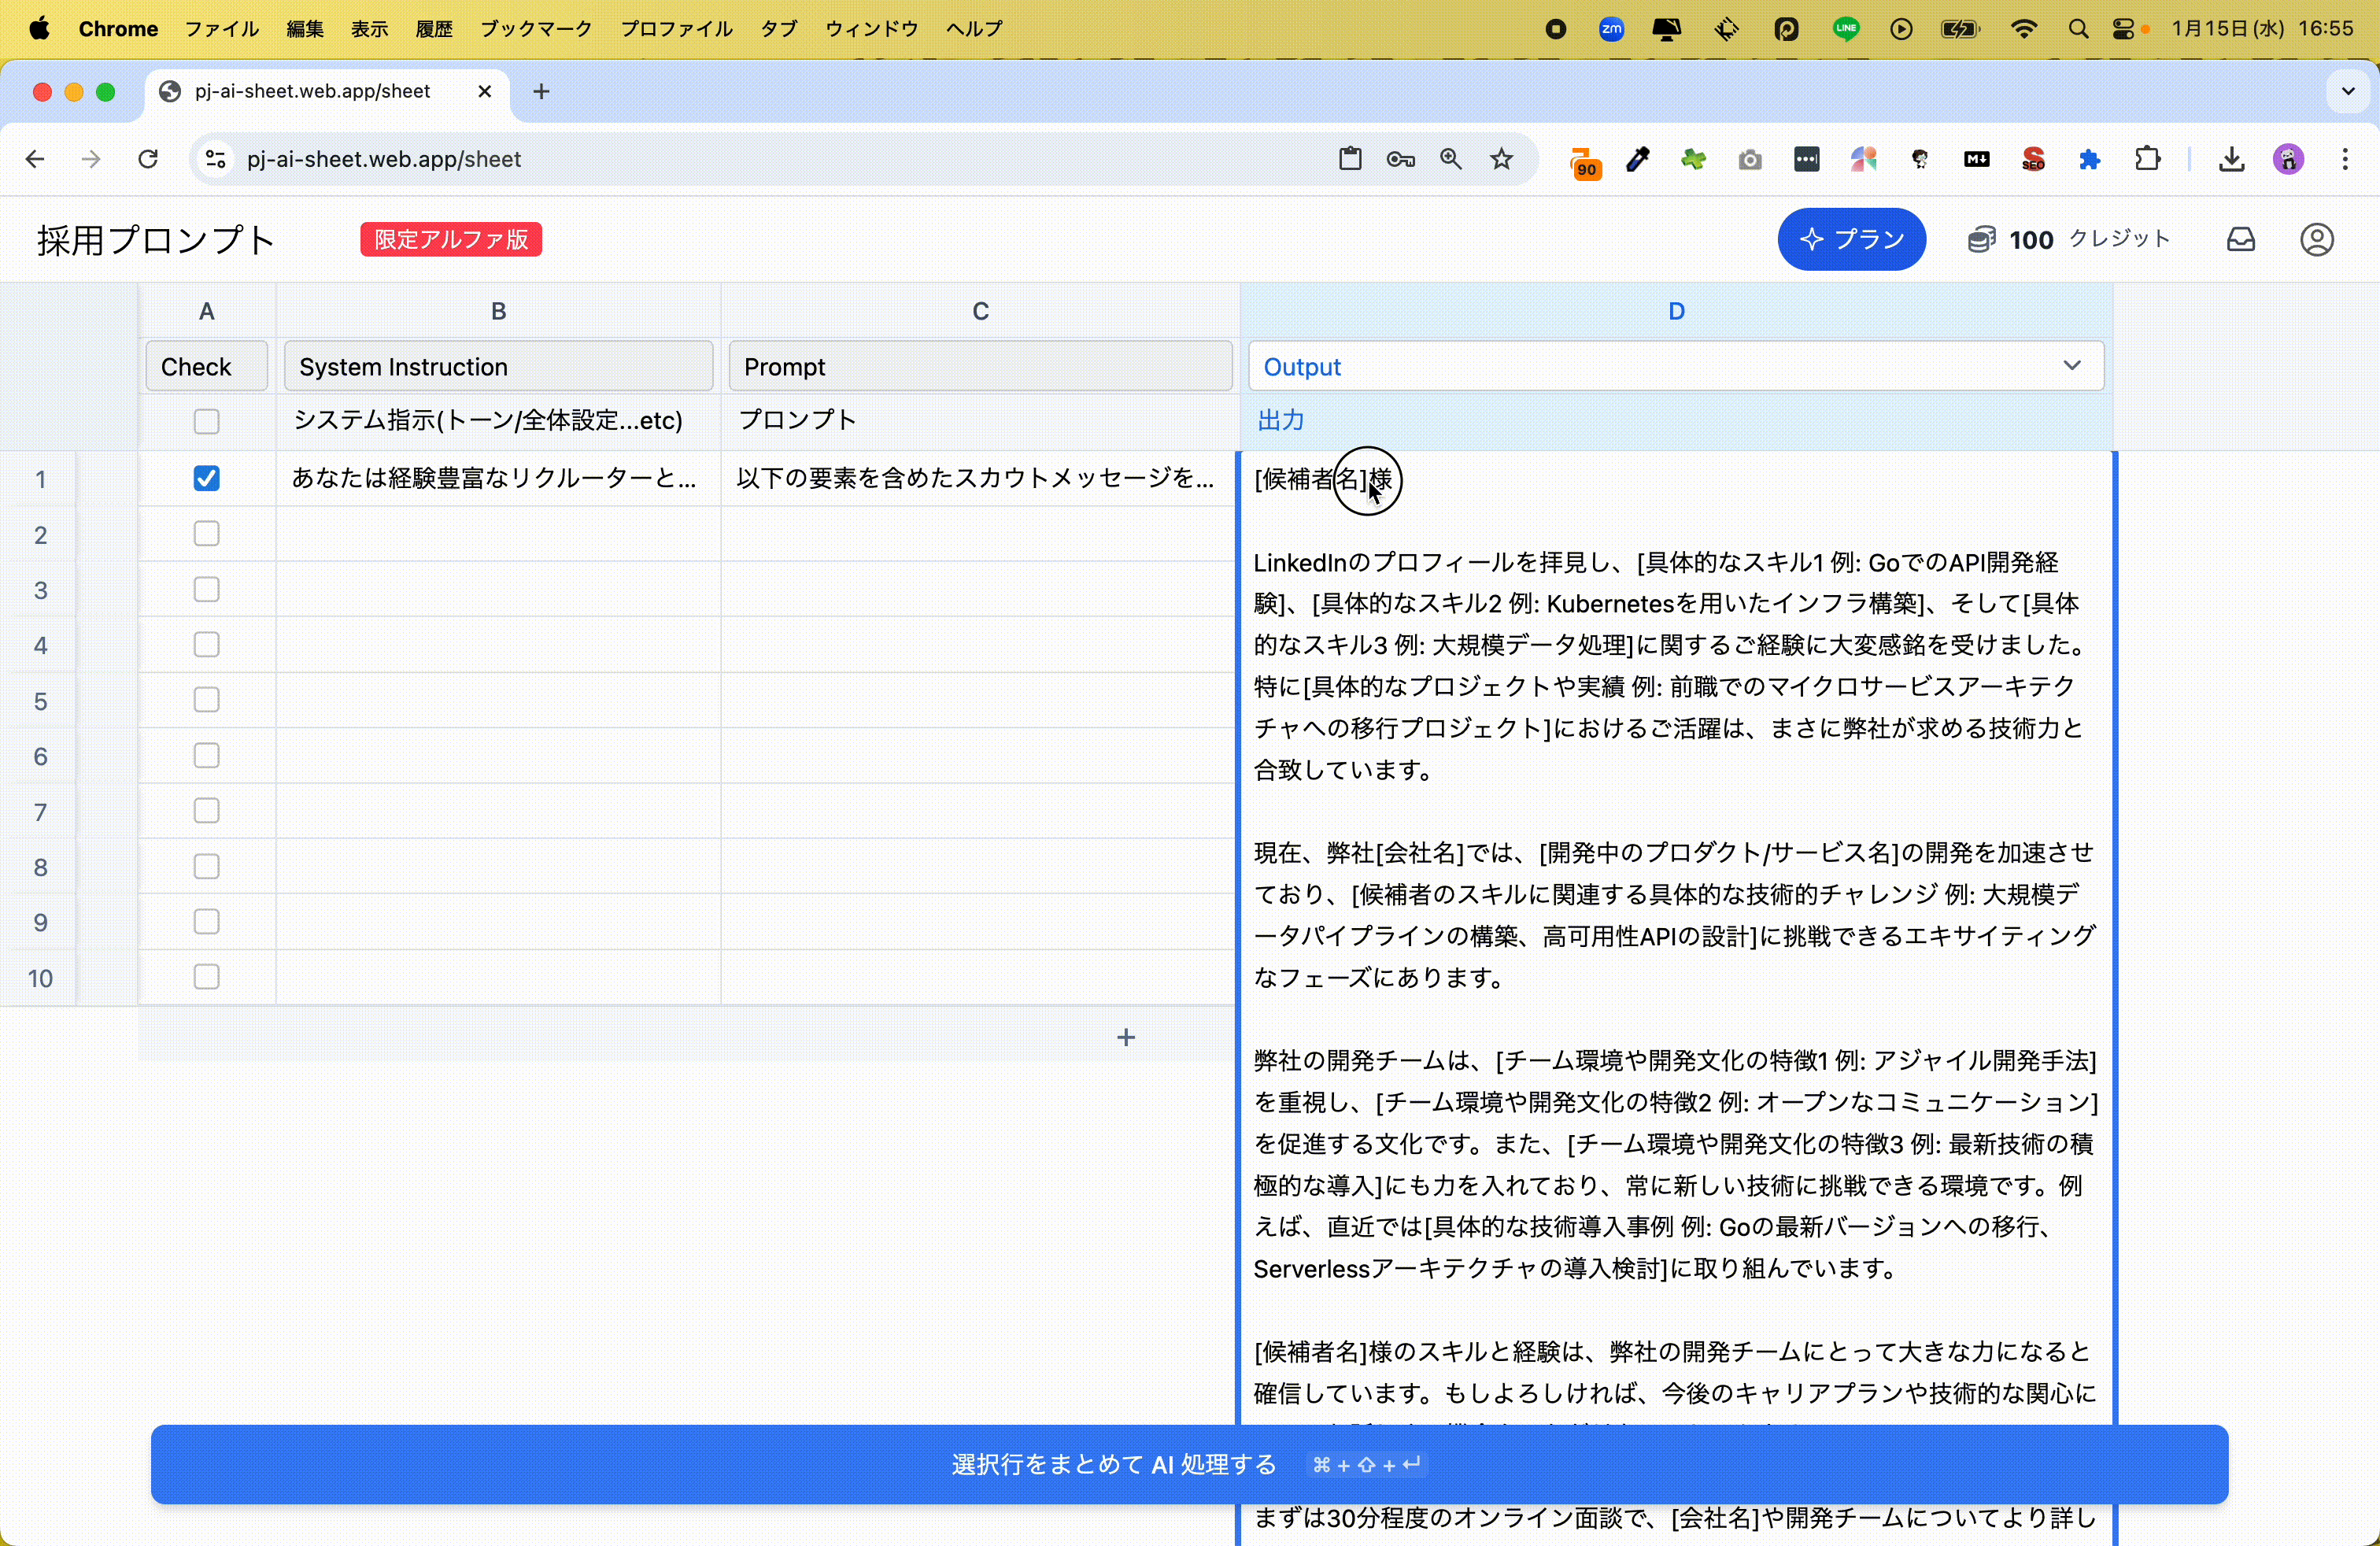 Chrome ファイル 編集 表示 履歴 ブックマーク プロファイル タブ ウィンドウ ヘルプ zm LINE 1月15日(水) 16:55
pj-ai-sheet.web.app/sheet
pj-ai-sheet.web.app/sheet 90 M SEO
採用プロンプト 限定アルファ版 プラン 100 クレジット
A B C D
Check System Instruction Prompt Output
システム指示(トーン/全体設定...etc) プロンプト 出力
1 あなたは経験豊富なリクルーターと... 以下の要素を含めたスカウトメッセージを... [候補者名]様
2
3
4
5
6
7
8
9
10
LinkedInのプロフィールを拝見し、[具体的なスキル1 例: GoでのAPI開発経
験]、[具体的なスキル2 例: Kubernetesを用いたインフラ構築]、そして[具体
的なスキル3 例: 大規模データ処理]に関するご経験に大変感銘を受けました。
特に[具体的なプロジェクトや実績 例: 前職でのマイクロサービスアーキテク
チャへの移行プロジェクト]におけるご活躍は、まさに弊社が求める技術力と
合致しています。
現在、弊社[会社名]では、[開発中のプロダクト/サービス名]の開発を加速させ
ており、[候補者のスキルに関連する具体的な技術的チャレンジ 例: 大規模デ
ータパイプラインの構築、高可用性APIの設計]に挑戦できるエキサイティング
なフェーズにあります。
弊社の開発チームは、[チーム環境や開発文化の特徴1 例: アジャイル開発手法]
を重視し、[チーム環境や開発文化の特徴2 例: オープンなコミュニケーション]
を促進する文化です。また、[チーム環境や開発文化の特徴3 例: 最新技術の積
極的な導入]にも力を入れており、常に新しい技術に挑戦できる環境です。例
えば、直近では[具体的な技術導入事例 例: Goの最新バージョンへの移行、
Serverlessアーキテクチャの導入検討]に取り組んでいます。
[候補者名]様のスキルと経験は、弊社の開発チームにとって大きな力になると
確信しています。もしよろしければ、今後のキャリアプランや技術的な関心に
選択行をまとめて AI 処理する ⌘ + ⇧ + ↵
まずは30分程度のオンライン面談で、[会社名]や開発チームについてより詳し